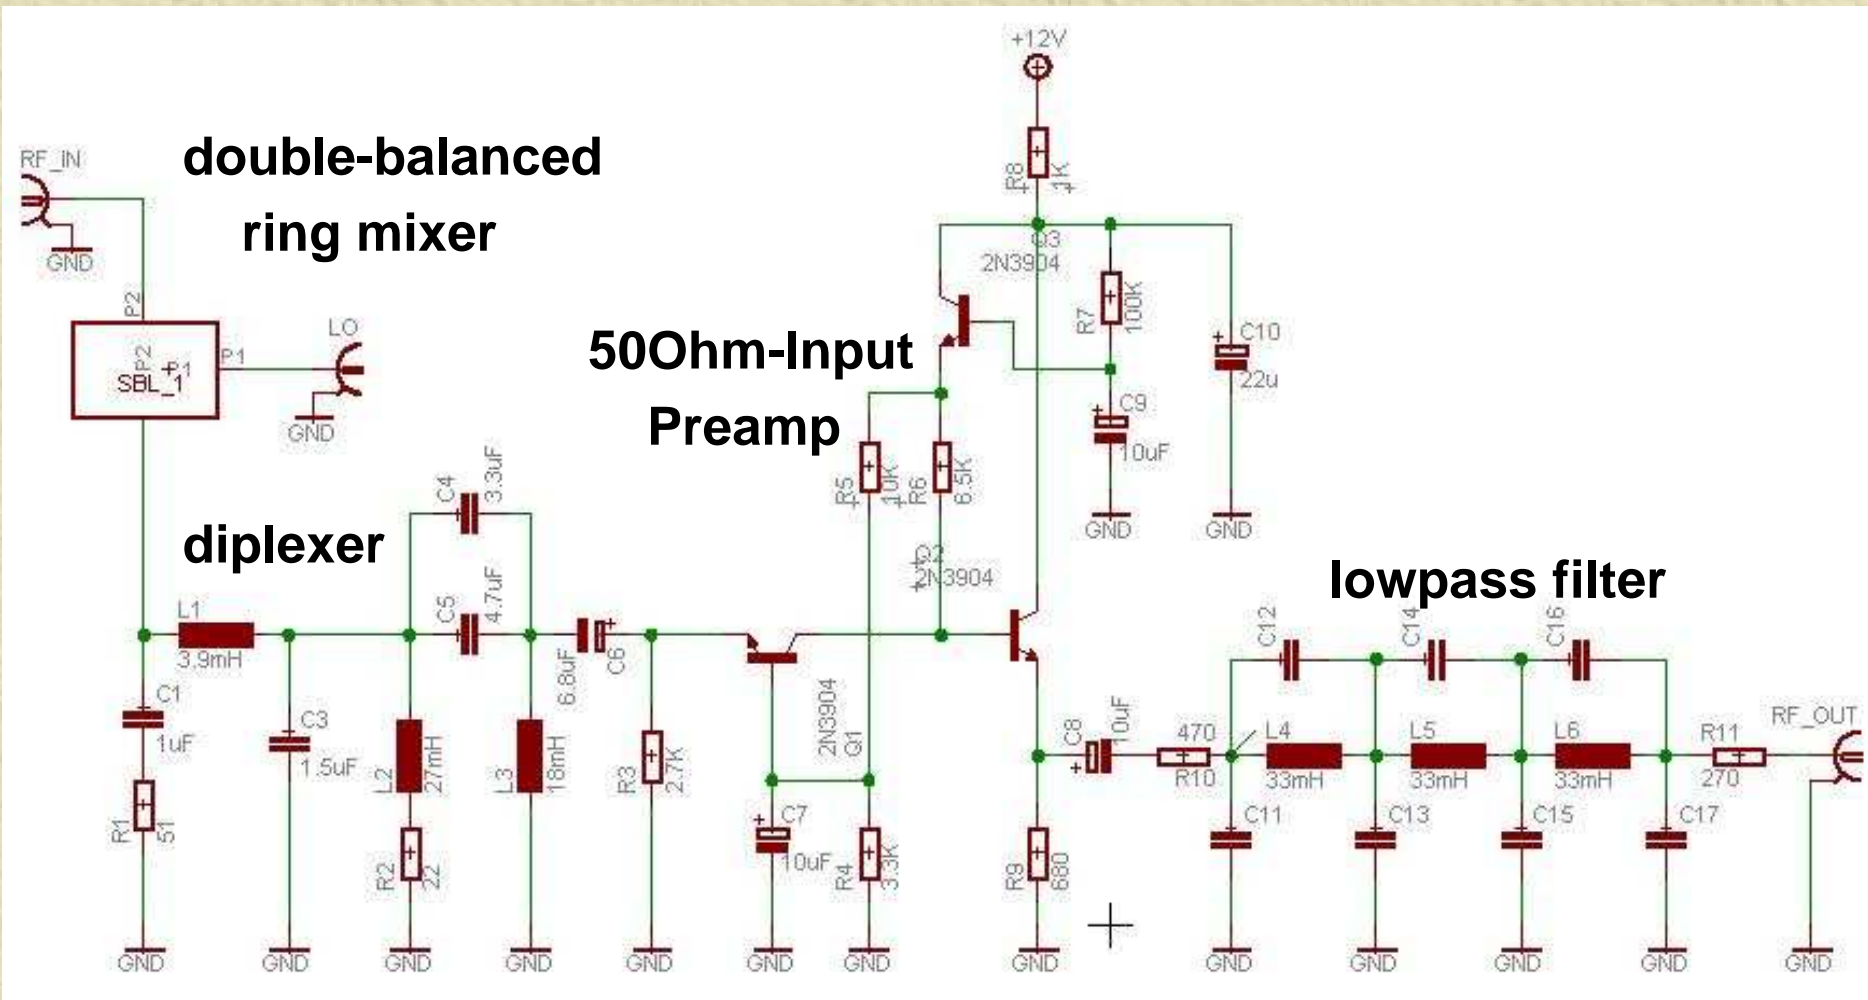 +12V
RF_IN
double-balanced
ring mixer
GND
R8
1K
Q3
2N3904
P2
LO
P2
P1
P1
SBL_1
GND
50Ohm-Input
Preamp
R7
100K
C10
22u
C9
10uF
GND
GND
C4
3.3uF
R5
10K
R6
6.5K
diplexer
Q2
2N3904
lowpass filter
C5
4.7uF
L1
3.9mH
6.8uF
C6
C12
C14
C16
C1
1uF
C3
1.5uF
L2
27mH
L3
18mH
R3
2.7K
2N3904
Q1
C8
10uF
470
R10
L4
33mH
L5
33mH
L6
33mH
R11
270
RF_OUT
R1
51
R2
22
C7
10uF
R4
3.3K
R9
680
C11
C13
C15
C17
GND
GND
GND
GND
GND
GND
GND
GND
GND
GND
GND
GND
GND